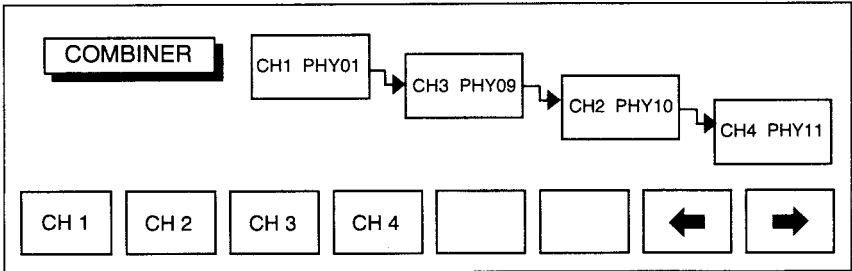 COMBINER
CH1 PHY01
CH3 PHY09
CH2 PHY10
CH4 PHY11
CH 1
CH 2
CH 3
CH 4